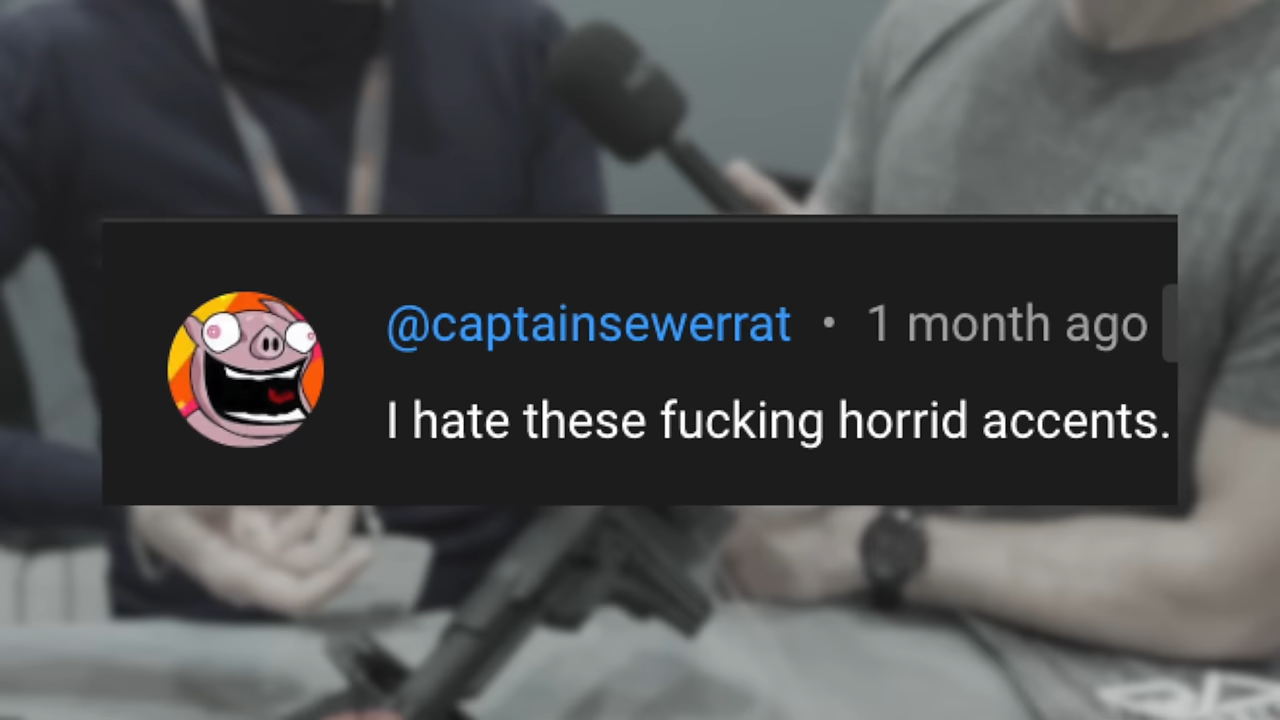 @captainsewerrat • 1 month ago
I hate these fucking horrid accents.